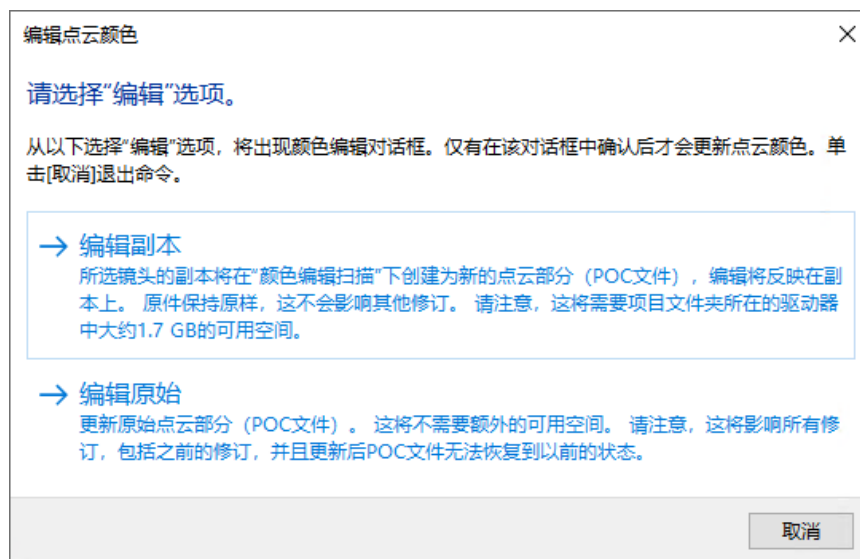 编辑点云颜色
请选择“编辑”选项。
从以下选择“编辑”选项，将出现颜色编辑对话框。仅有在该对话框中确认后才会更新点云颜色。单
击[取消]退出命令。
编辑副本
所选镜头的副本将在“颜色编辑扫描”下创建为新的点云部分（POC文件），编辑将反映在副
本上。 原件保持原样，这不会影响其他修订。 请注意，这将需要项目文件夹所在的驱动器
中大约1.7 GB的可用空间。
编辑原始
更新原始点云部分（POC文件）。 这将不需要额外的可用空间。 请注意，这将影响所有修
订，包括之前的修订，并且更新后POC文件无法恢复到以前的状态。
取消